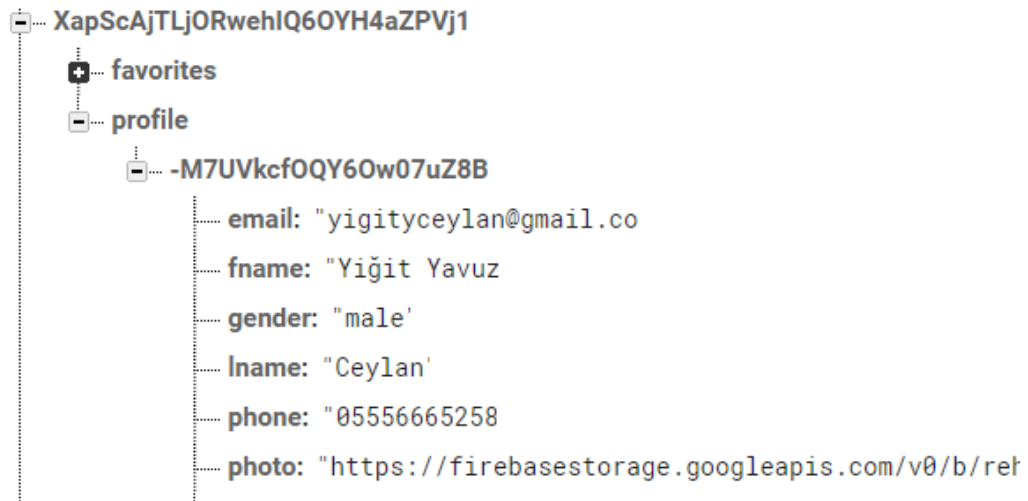 XapScAjTLjORwehlQ6OYH4aZPVj1
favorites
profile
-M7UVkcfOQY6Ow07uZ8B
email: "yigityceylan@gmail.co
fname: "Yiğit Yavuz
gender: "male'
lname: "Ceylan'
phone: "05556665258
photo: "https://firebasestorage.googleapis.com/v0/b/reh